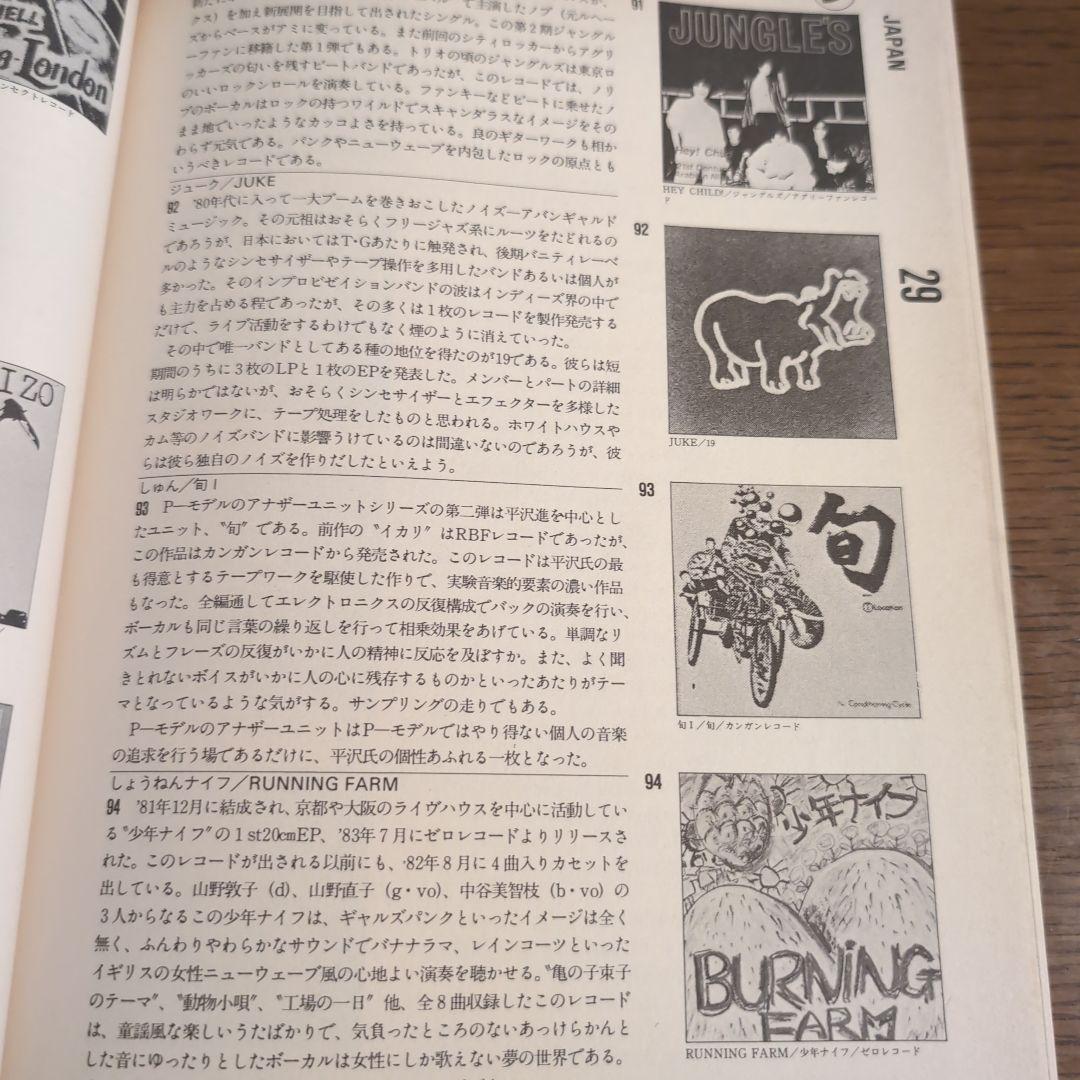 HELL
London
ンセクトレコード
IZO
クス)を加え新展開を目指して出されたシングル。この第2期ジャングル
ズからベースがアミに変っている。また前回のシティロッカーからアグリ
ーファンに移籍した第1弾でもある。トリオの頃のジャングルズは東京ロ
ッカーズの匂いを残すビートバンドであったが、このレコードでは、ノリ
のいいロックンロールを演奏している。ファンキーなどビートに乗せたノ
ブのボーカルはロックの持つワイルドでスキャンダラスなイメージをその
まま地でいったようなカッコよさを持っている。良のギターワークも相か
わらず元気である。パンクやニューウェーブを内包したロックの原点とも
いうべきレコードである。
ジューク/JUKE
92 '80年代に入って一大ブームを巻きおこしたノイズーアバンギャルド
ミュージック。その元祖はおそらくフリージャズ系にルーツをたどれるの
であろうが、日本においてはT・Gあたりに触発され、後期バニティレーベ
ルのようなシンセサイザーやテープ操作を多用したバンドあるいは個人が
多かった。そのインプロビゼイションバンドの波はインディーズ界の中で
も主力を占める程であったが、その多くは1枚のレコードを製作発売する
だけで、ライブ活動をするわけでもなく煙のように消えていった。
その中で唯一バンドとしてある種の地位を得たのが19である。彼らは短
期間のうちに3枚のLPと1枚のEPを発表した。メンバーとパートの詳細
は明らかではないが、おそらくシンセサイザーとエフェクターを多様した
スタジオワークに、テープ処理をしたものと思われる。ホワイトハウスや
カム等のノイズバンドに影響うけているのは間違いないのであろうが、彼
らは彼ら独自のノイズを作りだしたといえよう。
しゅん/旬I
93 P―モデルのアナザーユニットシリーズの第二弾は平沢進を中心とし
たユニット、〝旬〞である。前作の〝イカリ〞はRBFレコードであったが、
この作品はカンガンレコードから発売された。このレコードは平沢氏の最
も得意とするテープワークを駆使した作りで、実験音楽的要素の濃い作品
もなった。全編通してエレクトロニクスの反復構成でバックの演奏を行い、
ボーカルも同じ言葉の繰り返しを行って相乗効果をあげている。単調なリ
ズムとフレーズの反復がいかに人の精神に反応を及ぼすか。また、よく聞
きとれないボイスがいかに人の心に残存するものかといったあたりがテー
マとなっているような気がする。サンプリングの走りでもある。
P―モデルのアナザーユニットはP―モデルではやり得ない個人の音楽
の追求を行う場であるだけに、平沢氏の個性あふれる一枚となった。
しょうねんナイフ/RUNNING FARM
94 '81年12月に結成され、京都や大阪のライヴハウスを中心に活動してい
る〝少年ナイフ〞の1st20cmEP、'83年7月にゼロレコードよりリリースさ
れた。このレコードが出される以前にも、'82年8月に4曲入りカセットを
出している。山野敦子(d)、山野直子(g・vo)、中谷美智枝(b・vo)の
3人からなるこの少年ナイフは、ギャルズパンクといったイメージは全く
無く、ふんわりやわらかなサウンドでバナナラマ、レインコーツといった
イギリスの女性ニューウェーブ風の心地よい演奏を聴かせる。〝亀の子束子
のテーマ〞、〝動物小唄〞、〝工場の一日〞他、全8曲収録したこのレコード
は、童謡風な楽しいうたばかりで、気負ったところのないあっけらかんと
した音にゆったりとしたボーカルは女性にしか歌えない夢の世界である。
91
JUNGLE'S
Hey! Chil
HEY CHILD!/ジャングルズ/アグリーファンレコー
ド
92
JUKE/19
93
旬
Location
Conditioning Cycle
旬I/旬/カンガンレコード
94
少年ナイフ
BURNING
FARM
RUNNING FARM/少年ナイフ/ゼロレコード
JAPAN
29